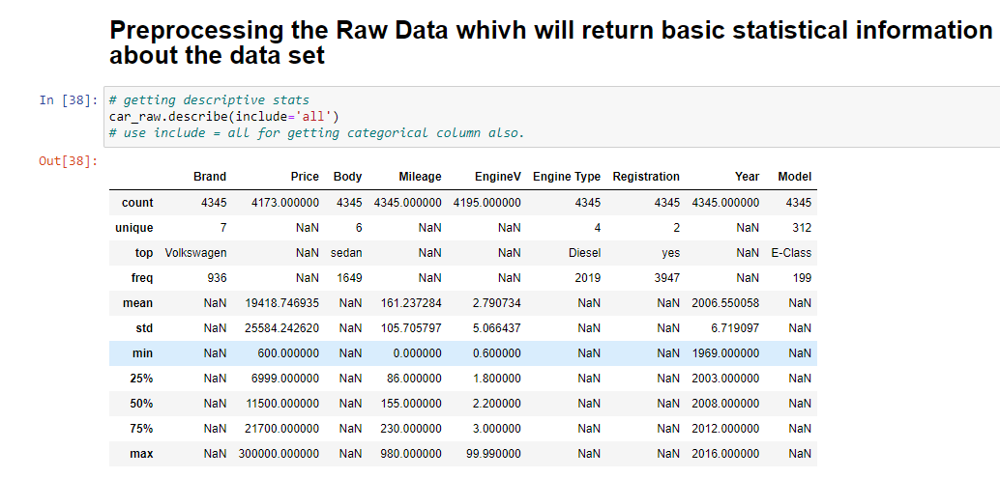 Preprocessing the Raw Data whivh will return basic statistical information
about the data set
In [38]: # getting descriptive stats
car_raw.describe(include='all')
# use include = all for getting categorical column also.
Out[38]:
Brand Price Body Mileage EngineV Engine Type Registration Year Model
count 4345 4173.000000 4345 4345.000000 4195.000000 4345 4345 4345.000000 4345
unique 7 NaN 6 NaN NaN 4 2 NaN 312
top Volkswagen NaN sedan NaN NaN Diesel yes NaN E-Class
freq 936 NaN 1649 NaN NaN 2019 3947 NaN 199
mean NaN 19418.746935 NaN 161.237284 2.790734 NaN NaN 2006.550058 NaN
std NaN 25584.242620 NaN 105.705797 5.066437 NaN NaN 6.719097 NaN
min NaN 600.000000 NaN 0.000000 0.600000 NaN NaN 1969.000000 NaN
25% NaN 6999.000000 NaN 86.000000 1.800000 NaN NaN 2003.000000 NaN
50% NaN 11500.000000 NaN 155.000000 2.200000 NaN NaN 2008.000000 NaN
75% NaN 21700.000000 NaN 230.000000 3.000000 NaN NaN 2012.000000 NaN
max NaN 300000.000000 NaN 980.000000 99.990000 NaN NaN 2016.000000 NaN